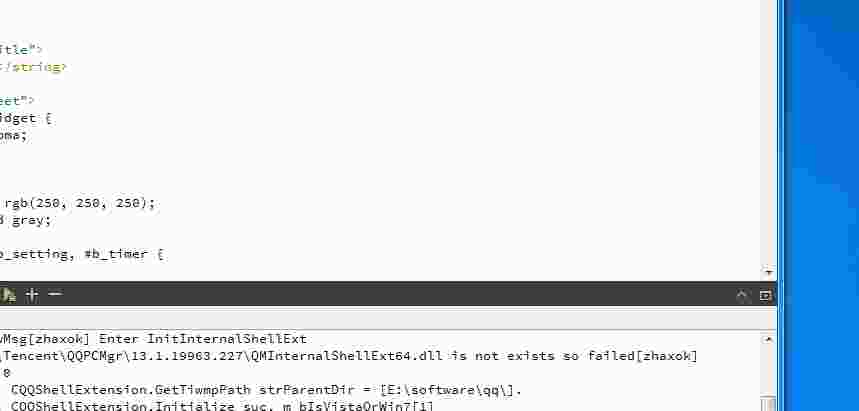 itle">
</string>
eet">
idget {
oma;
rgb(250, 250, 250);
d gray;
o_setting, #b_timer {
wMsg[zhaxok] Enter InitInternalShellExt
\Tencent\QQPCMgr\13.1.19963.227\QMInternalShellExt64.dll is not exists so failed[zhaxok]
0
CQQShellExtension.GetTiwmpPath strParentDir = [E:\software\qq\].
CQQShellExtension.Initialize suc. m_bIsVistaOrWin7[1]